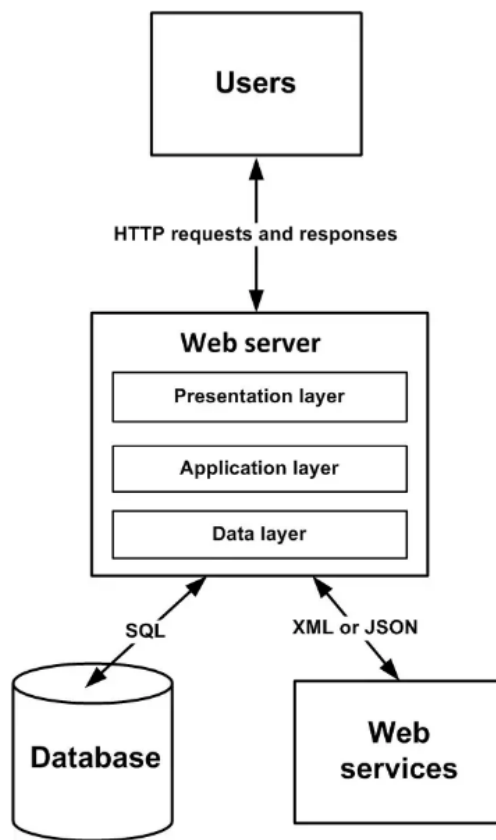 Users
HTTP requests and responses
Web server
Presentation layer
Application layer
Data layer
SQL
XML or JSON
Database
Web
services